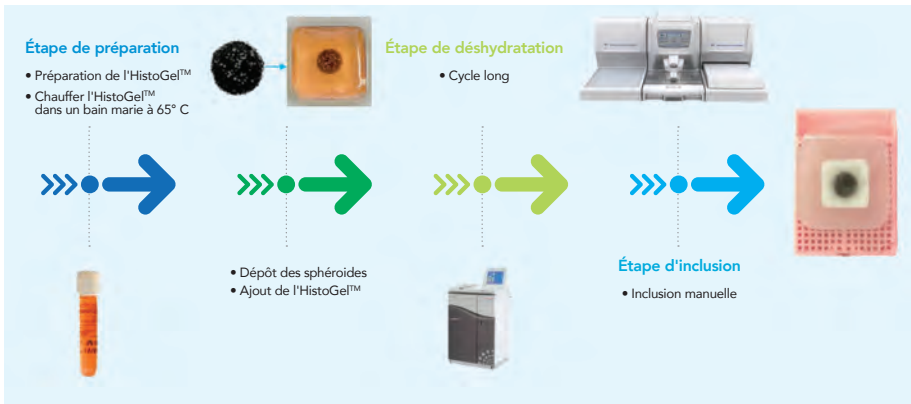 Étape de préparation
• Préparation de l'HistoGel™
• Chauffer l'HistoGel™
dans un bain marie à 65° C
• Dépôt des sphéroides
• Ajout de l'HistoGel™
Étape de déshydratation
• Cycle long
Étape d'inclusion
• Inclusion manuelle